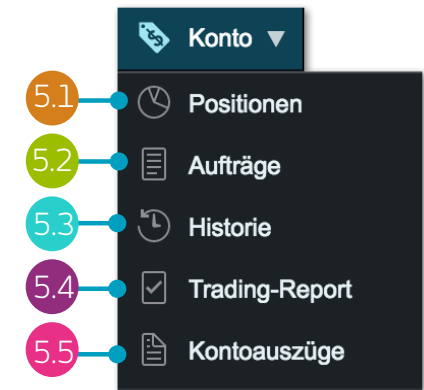 Konto ▼
5.1 Positionen
5.2 Aufträge
5.3 Historie
5.4 Trading-Report
5.5 Kontoauszüge